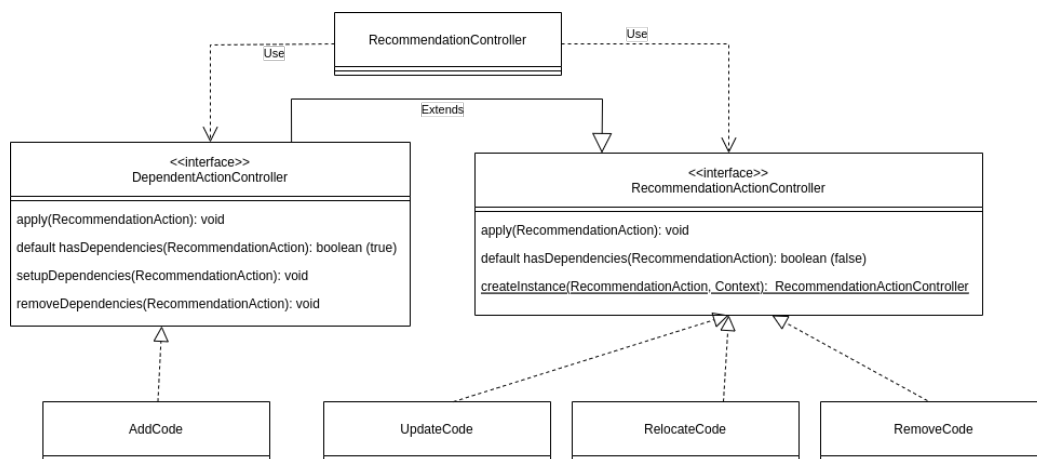 RecommendationController
Use
Use
Extends
<<interface>>
DependentActionController
apply(RecommendationAction): void
default hasDependencies(RecommendationAction): boolean (true)
setupDependencies(RecommendationAction): void
removeDependencies(RecommendationAction): void
<<interface>>
RecommendationActionController
apply(RecommendationAction): void
default hasDependencies(RecommendationAction): boolean (false)
createInstance(RecommendationAction, Context): RecommendationActionController
AddCode
UpdateCode
RelocateCode
RemoveCode